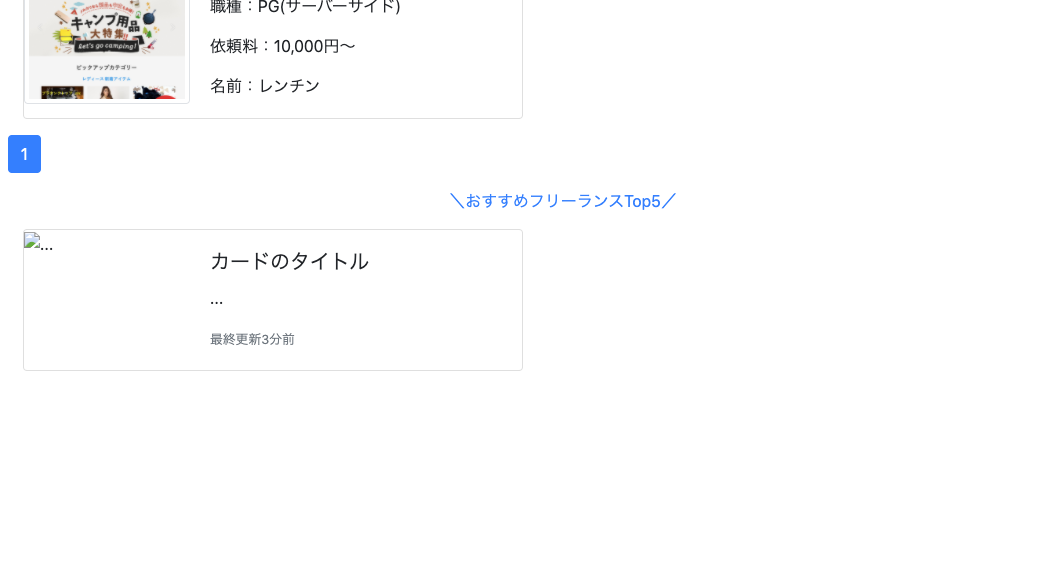 職種：PG(サーバーサイド)
キャンプ用品
大特集!!
Let's go camping!
依頼料：10,000円～
ピックアップカテゴリー
名前：レンチン
1
＼おすすめフリーランスTop5／
...
カードのタイトル
...
最終更新3分前